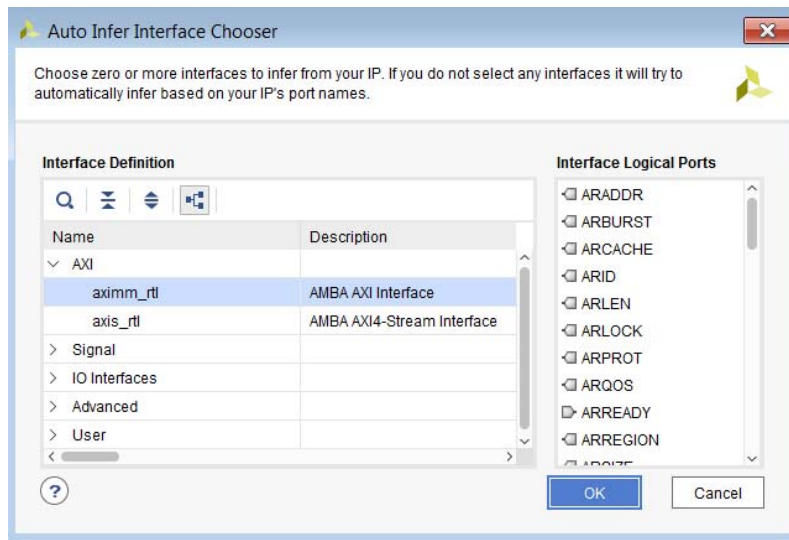 Auto Infer Interface Chooser
Choose zero or more interfaces to infer from your IP. If you do not select any interfaces it will try to
automatically infer based on your IP's port names.
Interface Definition
Name Description
AXI
aximm_rtl AMBA AXI Interface
axis_rtl AMBA AXI4-Stream Interface
Signal
IO Interfaces
Advanced
User
Interface Logical Ports
ARADDR
ARBURST
ARCACHE
ARID
ARLEN
ARLOCK
ARPROT
ARQOS
ARREADY
ARREGION
?
OK Cancel